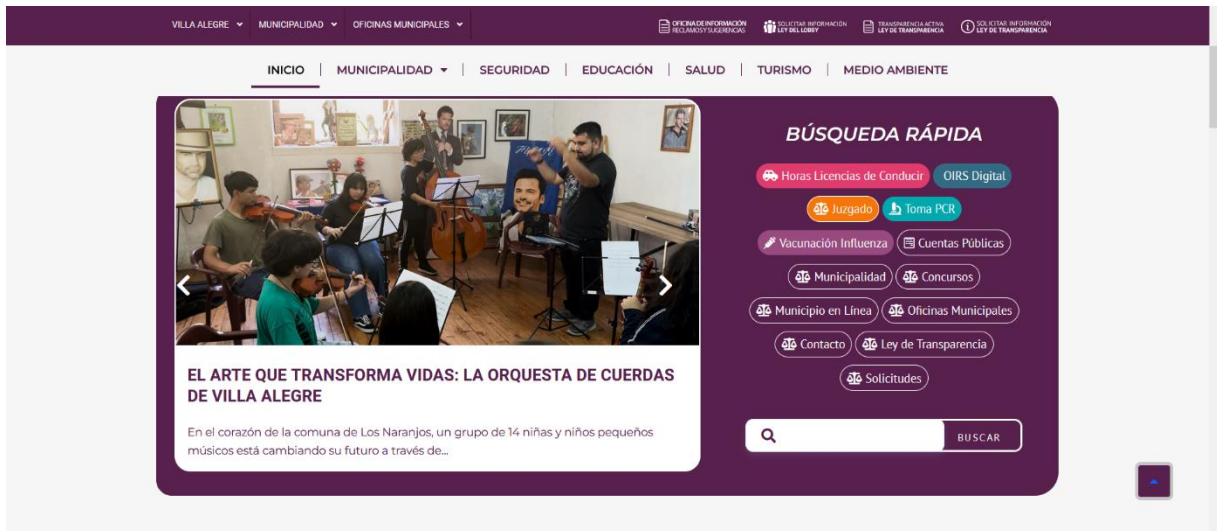 VILLA ALEGRE MUNICIPALIDAD OFICINAS MUNICIPALES
OFICINA DE INFORMACIÓN
RECLAMOS Y SUGERENCIAS
SOLICITAR INFORMACIÓN
LEY DEL LOBBY
TRANSPARENCIA ACTIVA
LEY DE TRANSPARENCIA
SOLICITAR INFORMACIÓN
LEY DE TRANSPARENCIA
INICIO | MUNICIPALIDAD | SEGURIDAD | EDUCACIÓN | SALUD | TURISMO | MEDIO AMBIENTE
EL ARTE QUE TRANSFORMA VIDAS: LA ORQUESTA DE CUERDAS
DE VILLA ALEGRE
En el corazón de la comuna de Los Naranjos, un grupo de 14 niñas y niños pequeños
músicos está cambiando su futuro a través de...
BÚSQUEDA RÁPIDA
Horas Licencias de Conducir OIRS Digital
Juzgado Toma PCR
Vacunación Influenza Cuentas Públicas
Municipalidad Concursos
Municipio en Línea Oficinas Municipales
Contacto Ley de Transparencia
Solicitudes
BUSCAR